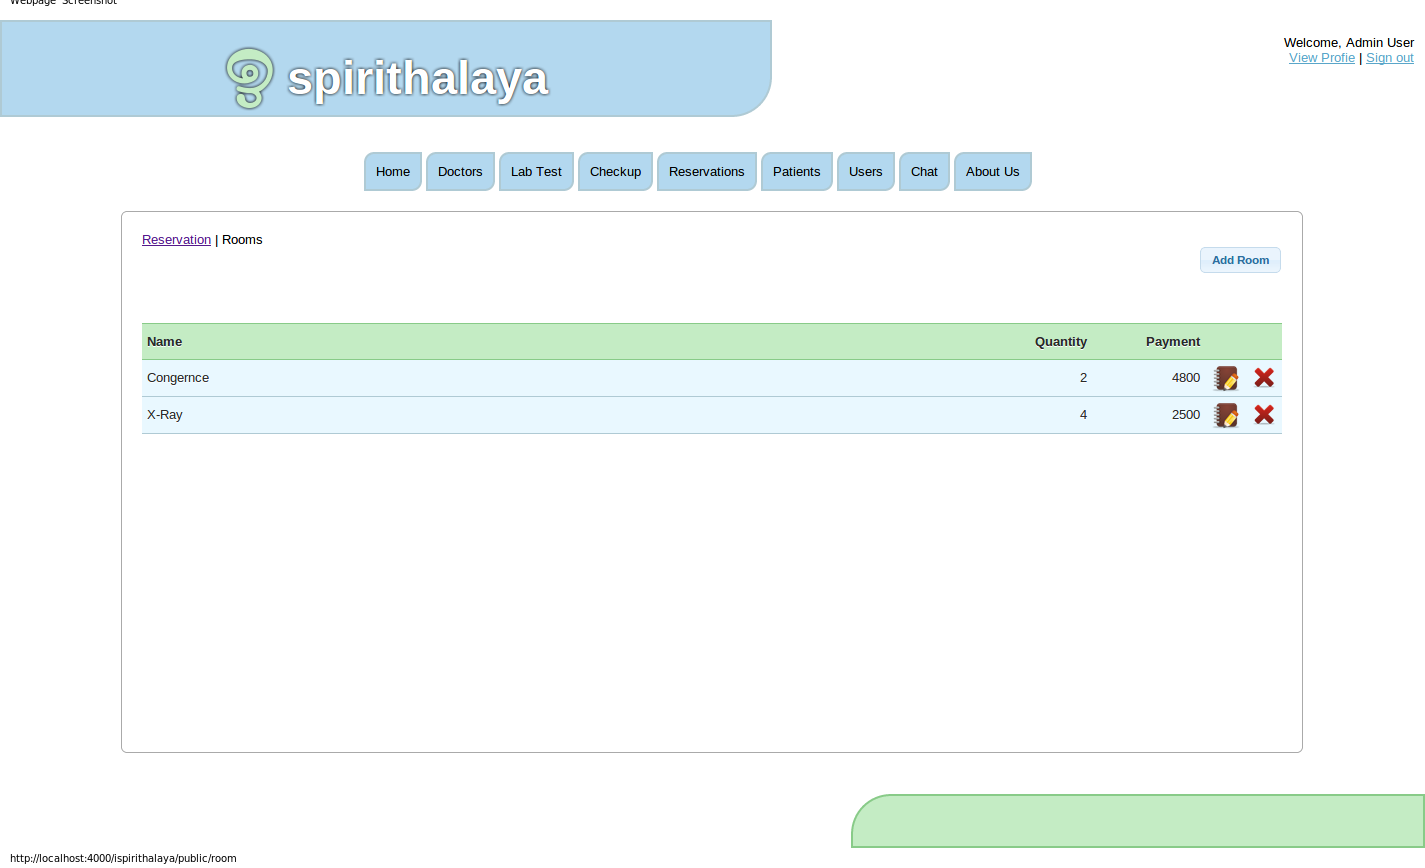 Webpage Screenshot
Welcome, Admin User
View Profie | Sign out
ඉ spirithalaya
Home Doctors Lab Test Checkup Reservations Patients Users Chat About Us
Reservation | Rooms
Add Room
Name Quantity Payment
Congernce 2 4800
X-Ray 4 2500
http://localhost:4000/ispirithalaya/public/room